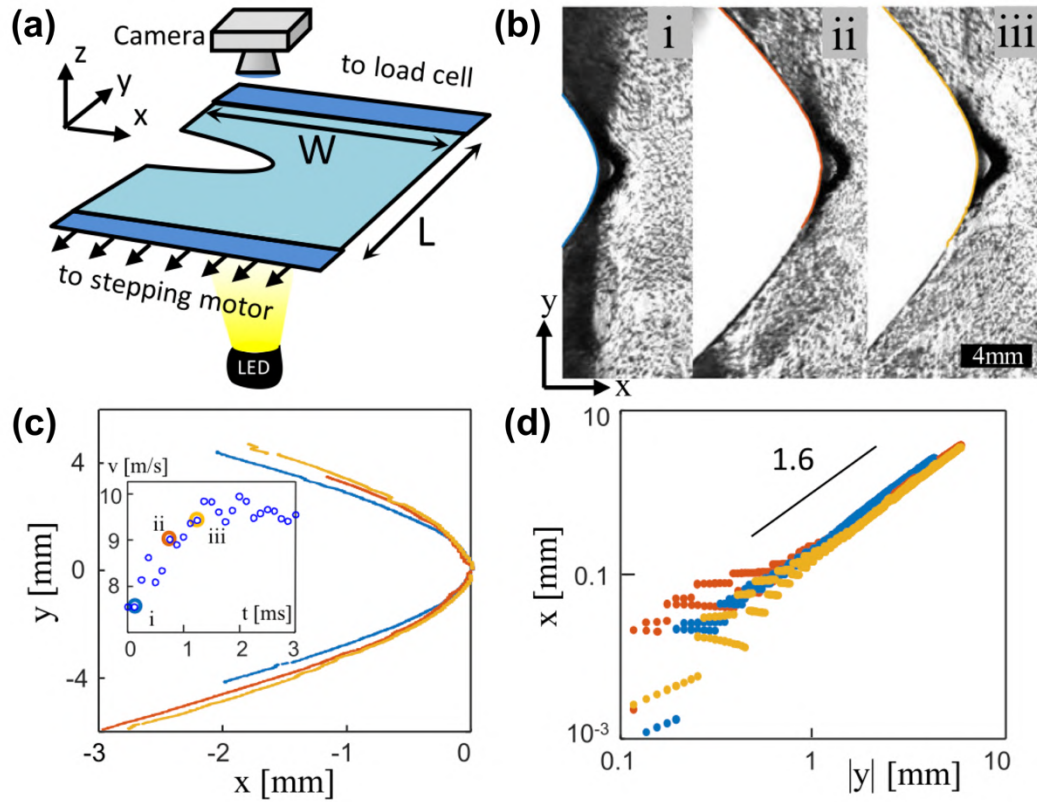 (a)
Camera
z
y
x
to load cell
W
L
to stepping motor
LED
(b)
i
ii
iii
y
x
4mm
(c)
v [m/s]
10
9
8
7
ii
iii
i
t [ms]
0
1
2
3
4
0
-4
y [mm]
-3
-2
-1
0
x [mm]
(d)
10
0.1
10⁻³
x [mm]
1.6
0.1
1
10
|y| [mm]